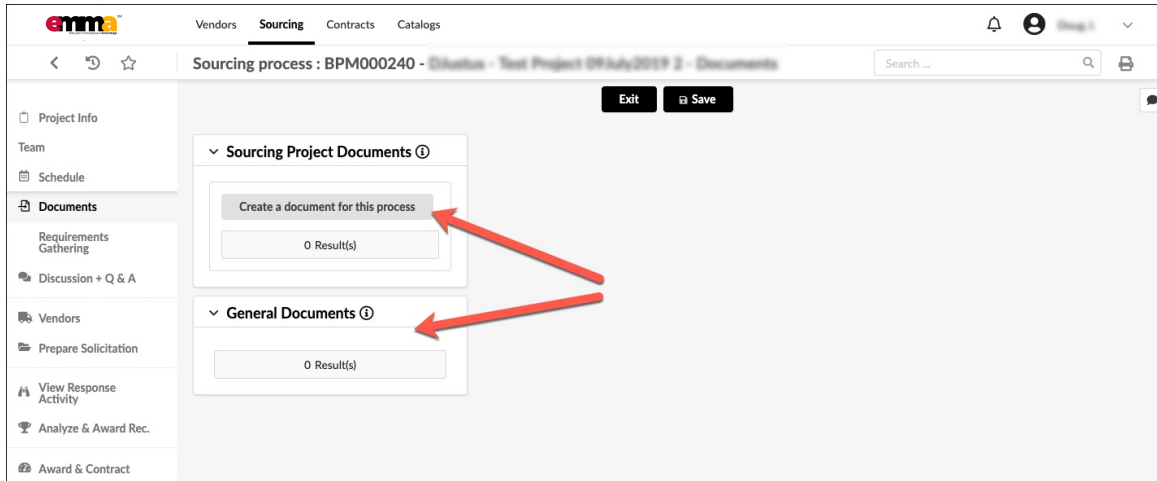 emma
Vendors Sourcing Contracts Catalogs
Sourcing process : BPM000240 -
Search ...
Exit Save
Project Info
Team
Schedule
Documents
Requirements
Gathering
Discussion + Q & A
Vendors
Prepare Solicitation
View Response
Activity
Analyze & Award Rec.
Award & Contract
Sourcing Project Documents
Create a document for this process
0 Result(s)
General Documents
0 Result(s)